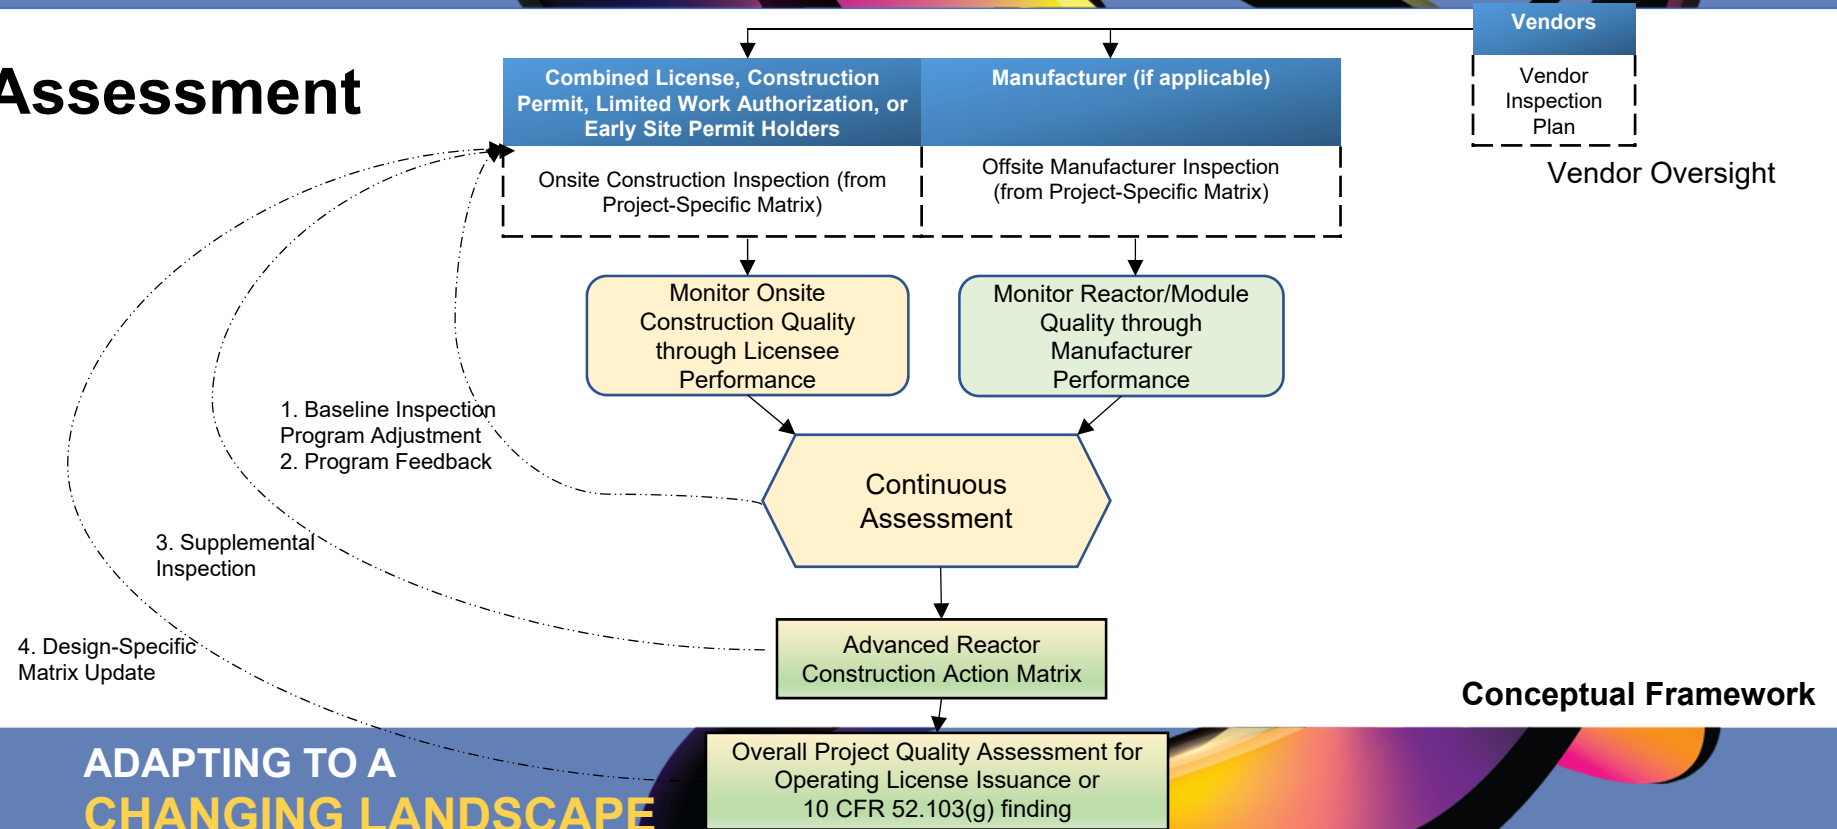 Assessment
Vendors
Vendor
Inspection
Plan
Vendor Oversight
Combined License, Construction
Permit, Limited Work Authorization, or
Early Site Permit Holders
Manufacturer (if applicable)
Onsite Construction Inspection (from
Project-Specific Matrix)
Offsite Manufacturer Inspection
(from Project-Specific Matrix)
Monitor Onsite
Construction Quality
through Licensee
Performance
Monitor Reactor/Module
Quality through
Manufacturer
Performance
1. Baseline Inspection
Program Adjustment
2. Program Feedback
Continuous
Assessment
3. Supplemental
Inspection
4. Design-Specific
Matrix Update
Advanced Reactor
Construction Action Matrix
Conceptual Framework
Overall Project Quality Assessment for
Operating License Issuance or
10 CFR 52.103(g) finding
ADAPTING TO A
CHANGING LANDSCAPE